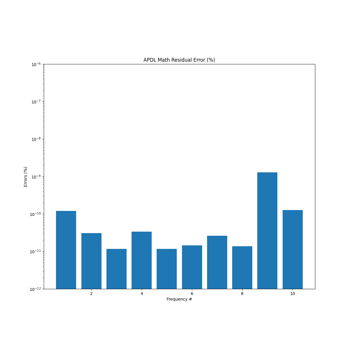 APDL Math Residual Error (%)
10⁻⁶
10⁻⁷
10⁻⁸
10⁻⁹
10⁻¹⁰
10⁻¹¹
10⁻¹²
Errors (%)
2 4 6 8 10
Frequency #